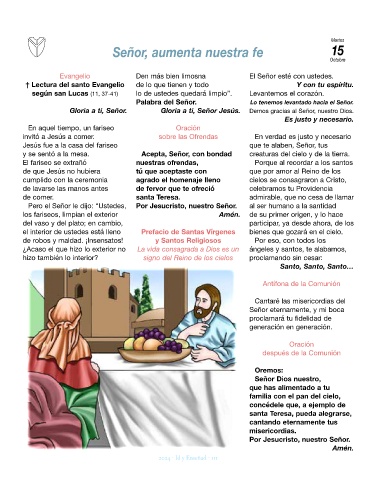 Señor, aumenta nuestra fe
Martes
15
Octubre
Evangelio
† Lectura del santo Evangelio
según san Lucas (11, 37-41)
Gloria a ti, Señor.
En aquel tiempo, un fariseo
invitó a Jesús a comer.
Jesús fue a la casa del fariseo
y se sentó a la mesa.
El fariseo se extrañó
de que Jesús no hubiera
cumplido con la ceremonia
de lavarse las manos antes
de comer.
Pero el Señor le dijo: “Ustedes,
los fariseos, limpian el exterior
del vaso y del plato; en cambio,
el interior de ustedes está lleno
de robos y maldad. ¡Insensatos!
¿Acaso el que hizo lo exterior no
hizo también lo interior?
Den más bien limosna
de lo que tienen y todo
lo de ustedes quedará limpio”.
Palabra del Señor.
Gloria a ti, Señor Jesús.
Oración
sobre las Ofrendas
Acepta, Señor, con bondad
nuestras ofrendas,
tú que aceptaste con
agrado el homenaje lleno
de fervor que te ofreció
santa Teresa.
Por Jesucristo, nuestro Señor.
Amén.
Prefacio de Santas Vírgenes
y Santos Religiosos
La vida consagrada a Dios es un
signo del Reino de los cielos
El Señor esté con ustedes.
Y con tu espíritu.
Levantemos el corazón.
Lo tenemos levantado hacia el Señor.
Demos gracias al Señor, nuestro Dios.
Es justo y necesario.
En verdad es justo y necesario
que te alaben, Señor, tus
creaturas del cielo y de la tierra.
Porque al recordar a los santos
que por amor al Reino de los
cielos se consagraron a Cristo,
celebramos tu Providencia
admirable, que no cesa de llamar
al ser humano a la santidad
de su primer origen, y lo hace
participar, ya desde ahora, de los
bienes que gozará en el cielo.
Por eso, con todos los
ángeles y santos, te alabamos,
proclamando sin cesar:
Santo, Santo, Santo…
Antífona de la Comunión
Cantaré las misericordias del
Señor eternamente, y mi boca
proclamará tu fidelidad de
generación en generación.
Oración
después de la Comunión
Oremos:
Señor Dios nuestro,
que has alimentado a tu
familia con el pan del cielo,
concédele que, a ejemplo de
santa Teresa, pueda alegrarse,
cantando eternamente tus
misericordias.
Por Jesucristo, nuestro Señor.
Amén.